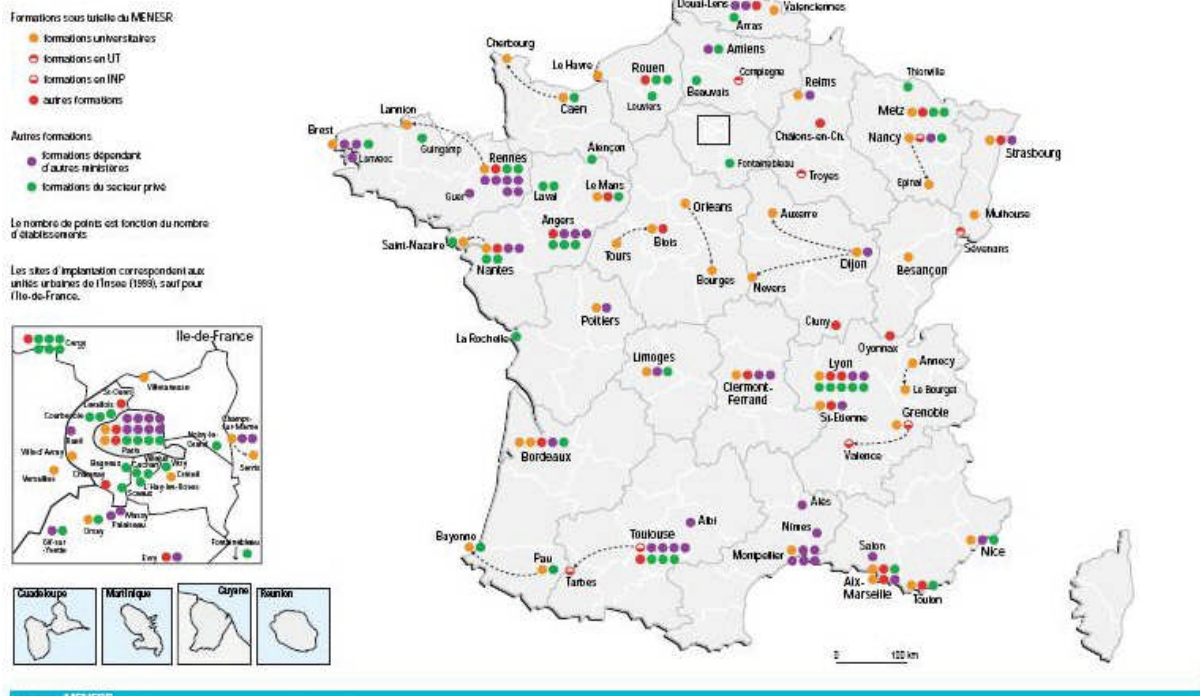 Formations sous tutelle du MENESR
formations universitaires
formations en UT
formations en INP
autres formations
Autres formations
formations dépendant
d'autres ministères
formations du secteur privé
Le nombre de points est fonction du nombre
d'établissements
Les sites d'implantation correspondent aux
unités urbaines de l'Insee (1999), sauf pour
l'Ile-de-France.
Douai-Lens
Valenciennes
Arras
Cherbourg
Amiens
Le Havre
Rouen
Compiègne
Reims
Thionville
Beauvais
Louviers
Caen
Metz
Lannion
Châlons-en-Ch.
Nancy
Brest
Guingamp
Alençon
Strasbourg
Lanveoc
Rennes
Fontainebleau
Troyes
Epinal
Guer
Laval
Le Mans
Orléans
Auxerre
Mulhouse
Angers
Saint-Nazaire
Blois
Sévenans
Tours
Dijon
Nantes
Bourges
Nevers
Besançon
Poitiers
Cluny
La Rochelle
Oyonnax
Limoges
Lyon
Annecy
Clermont-
Ferrand
Le Bourget
St-Etienne
Grenoble
Valence
Bordeaux
Alès
Albi
Nîmes
Bayonne
Toulouse
Salon
Nice
Pau
Montpellier
Tarbes
Aix-
Marseille
Toulon
0 100 km
Ile-de-France
Cergy
Villetaneuse
St-Ouen
Levallois
Courbevoie
Champs-
sur-Marne
Rueil
Noisy-le-
Grand
Paris
Ville d'Avray
Bagneux
Cachan
Vitry
Créteil
Versailles
Sceaux
L'Haÿ-les-Roses
Massy
Palaiseau
Orsay
Gif-sur
-Yvette
Evry
Fontainebleau
Guadeloupe
Martinique
Guyane
Réunion
MENESR